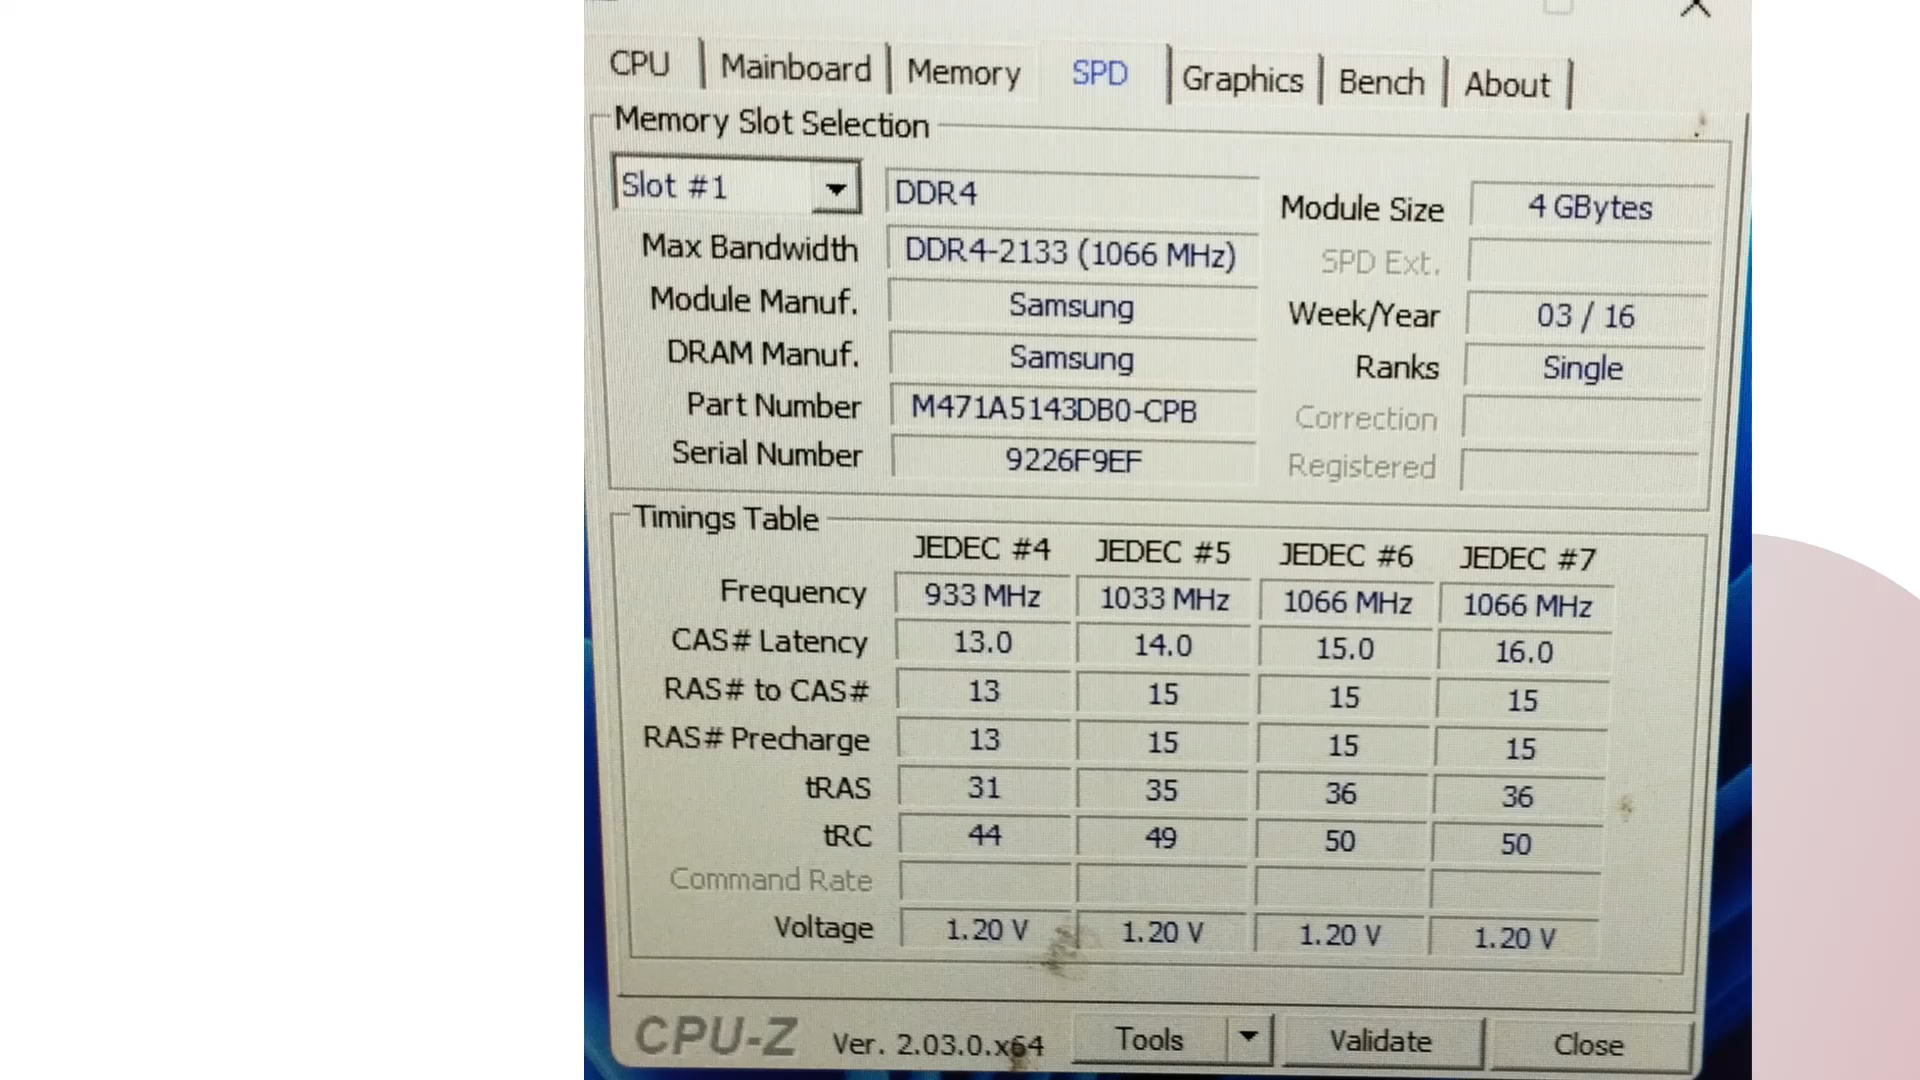 CPU Mainboard Memory SPD Graphics Bench About
Memory Slot Selection
Slot #1 DDR4 Module Size 4 GBytes
Max Bandwidth DDR4-2133 (1066 MHz) SPD Ext.
Module Manuf. Samsung Week/Year 03 / 16
DRAM Manuf. Samsung Ranks Single
Part Number M471A5143DB0-CPB Correction
Serial Number 9226F9EF Registered
Timings Table
JEDEC #4 JEDEC #5 JEDEC #6 JEDEC #7
Frequency 933 MHz 1033 MHz 1066 MHz 1066 MHz
CAS# Latency 13.0 14.0 15.0 16.0
RAS# to CAS# 13 15 15 15
RAS# Precharge 13 15 15 15
tRAS 31 35 36 36
tRC 44 49 50 50
Command Rate
Voltage 1.20 V 1.20 V 1.20 V 1.20 V
CPU-Z Ver. 2.03.0.x64 Tools Validate Close